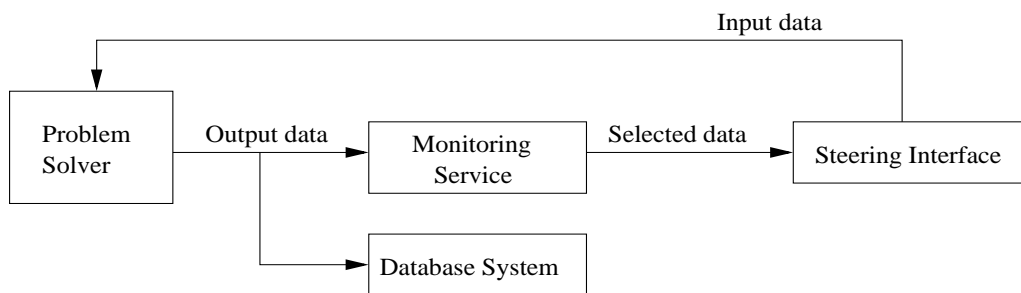 Input data
Problem
Solver
Output data
Monitoring
Service
Selected data
Steering Interface
Database System